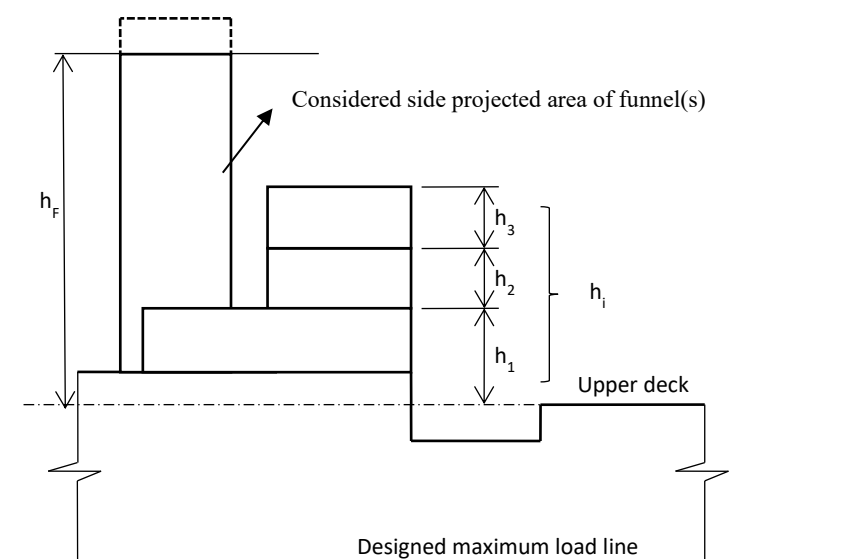 Considered side projected area of funnel(s)
hF
h3
h2
hi
h1
Upper deck
Designed maximum load line